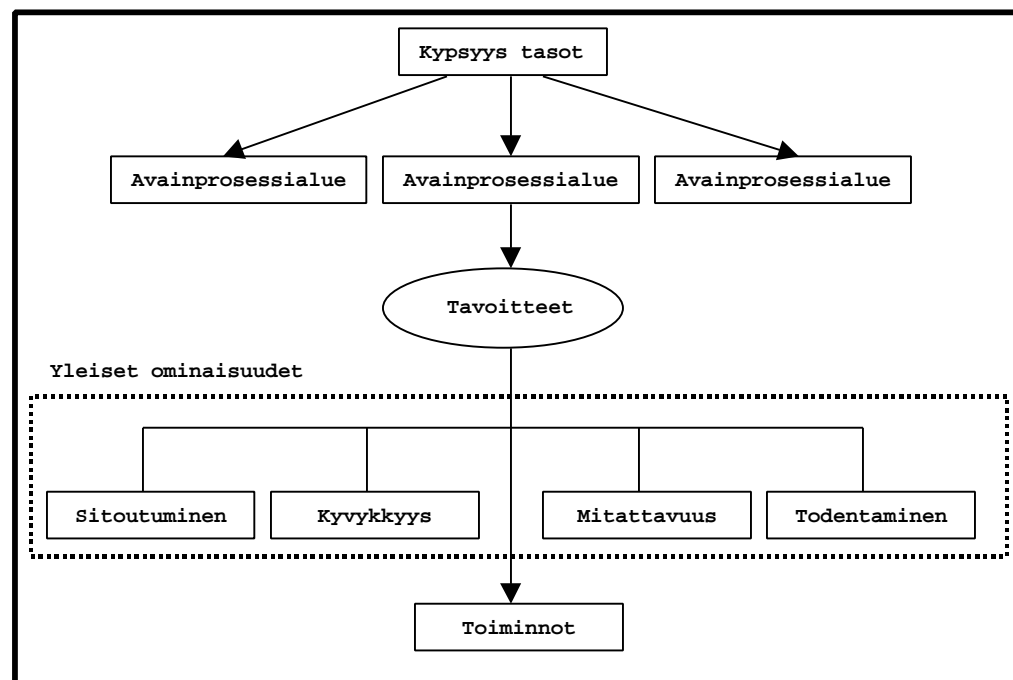 Kypsyys tasot
Avainprosessialue Avainprosessialue Avainprosessialue
Tavoitteet
Yleiset ominaisuudet
Sitoutuminen Kyvykkyys Mitattavuus Todentaminen
Toiminnot